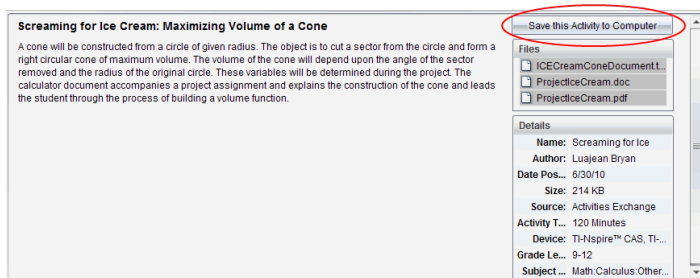 Screaming for Ice Cream: Maximizing Volume of a Cone
A cone will be constructed from a circle of given radius. The object is to cut a sector from the circle and form a
right circular cone of maximum volume. The volume of the cone will depend upon the angle of the sector
removed and the radius of the original circle. These variables will be determined during the project. The
calculator document accompanies a project assignment and explains the construction of the cone and leads
the student through the process of building a volume function.
Save this Activity to Computer
Files
ICECreamConeDocument.t...
ProjectIceCream.doc
ProjectIceCream.pdf
Details
Name: Screaming for Ice
Author: Luajean Bryan
Date Pos... 6/30/10
Size: 214 KB
Source: Activities Exchange
Activity T... 120 Minutes
Device: TI-Nspire™ CAS, TI-...
Grade Le... 9-12
Subject ... Math:Calculus:Other...